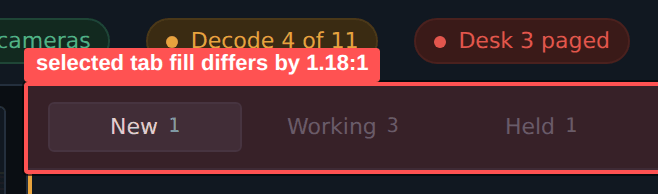 cameras
Decode 4 of 11
Desk 3 paged
selected tab fill differs by 1.18:1
New 1
Working 3
Held 1